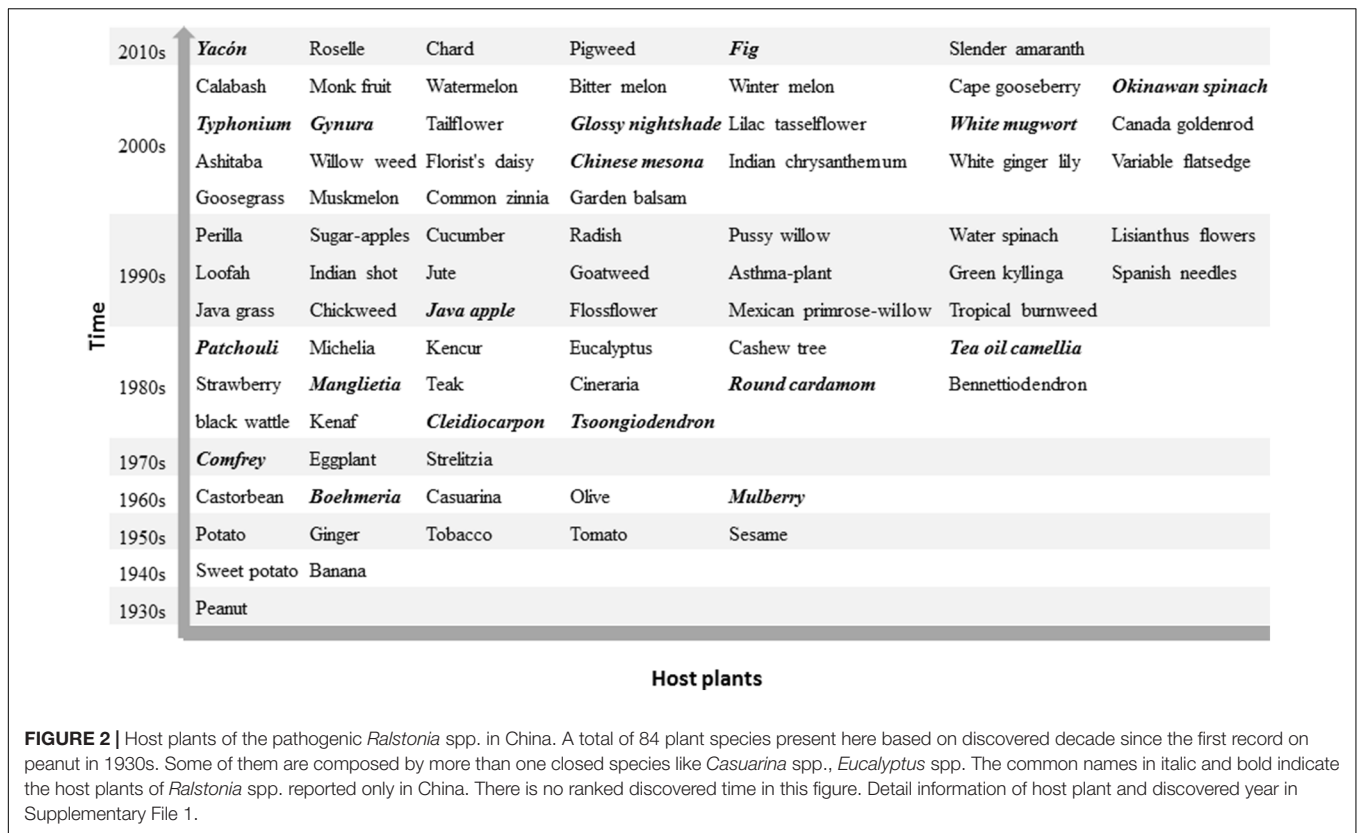 2010s Yacón Roselle Chard Pigweed Fig Slender amaranth
Calabash Monk fruit Watermelon Bitter melon Winter melon Cape gooseberry Okinawan spinach
2000s Typhonium Gynura Tailflower Glossy nightshade Lilac tasselflower White mugwort Canada goldenrod
Ashitaba Willow weed Florist's daisy Chinese mesona Indian chrysanthemum White ginger lily Variable flatsedge
Goosegrass Muskmelon Common zinnia Garden balsam
Perilla Sugar-apples Cucumber Radish Pussy willow Water spinach Lisianthus flowers
1990s Loofah Indian shot Jute Goatweed Asthma-plant Green kyllinga Spanish needles
Java grass Chickweed Java apple Flossflower Mexican primrose-willow Tropical burnweed
Time
Patchouli Michelia Kencur Eucalyptus Cashew tree Tea oil camellia
1980s Strawberry Manglietia Teak Cineraria Round cardamom Bennettiodendron
black wattle Kenaf Cleidiocarpon Tsoongiodendron
1970s Comfrey Eggplant Strelitzia
1960s Castorbean Boehmeria Casuarina Olive Mulberry
1950s Potato Ginger Tobacco Tomato Sesame
1940s Sweet potato Banana
1930s Peanut
Host plants
FIGURE 2 | Host plants of the pathogenic Ralstonia spp. in China. A total of 84 plant species present here based on discovered decade since the first record on
peanut in 1930s. Some of them are composed by more than one closed species like Casuarina spp., Eucalyptus spp. The common names in italic and bold indicate
the host plants of Ralstonia spp. reported only in China. There is no ranked discovered time in this figure. Detail information of host plant and discovered year in
Supplementary File 1.